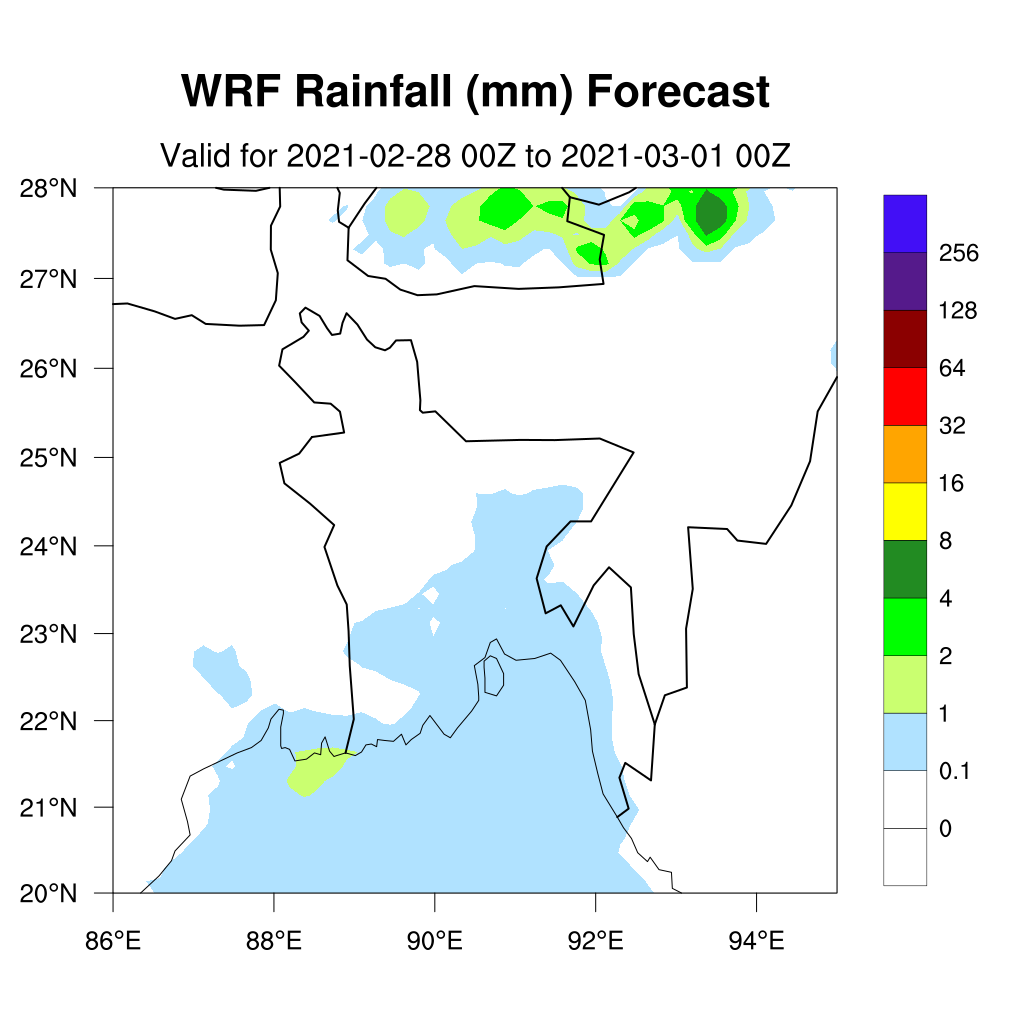 WRF Rainfall (mm) Forecast
Valid for 2021-02-28 00Z to 2021-03-01 00Z
28°N
27°N
26°N
25°N
24°N
23°N
22°N
21°N
20°N
86°E 88°E 90°E 92°E 94°E
256
128
64
32
16
8
4
2
1
0.1
0